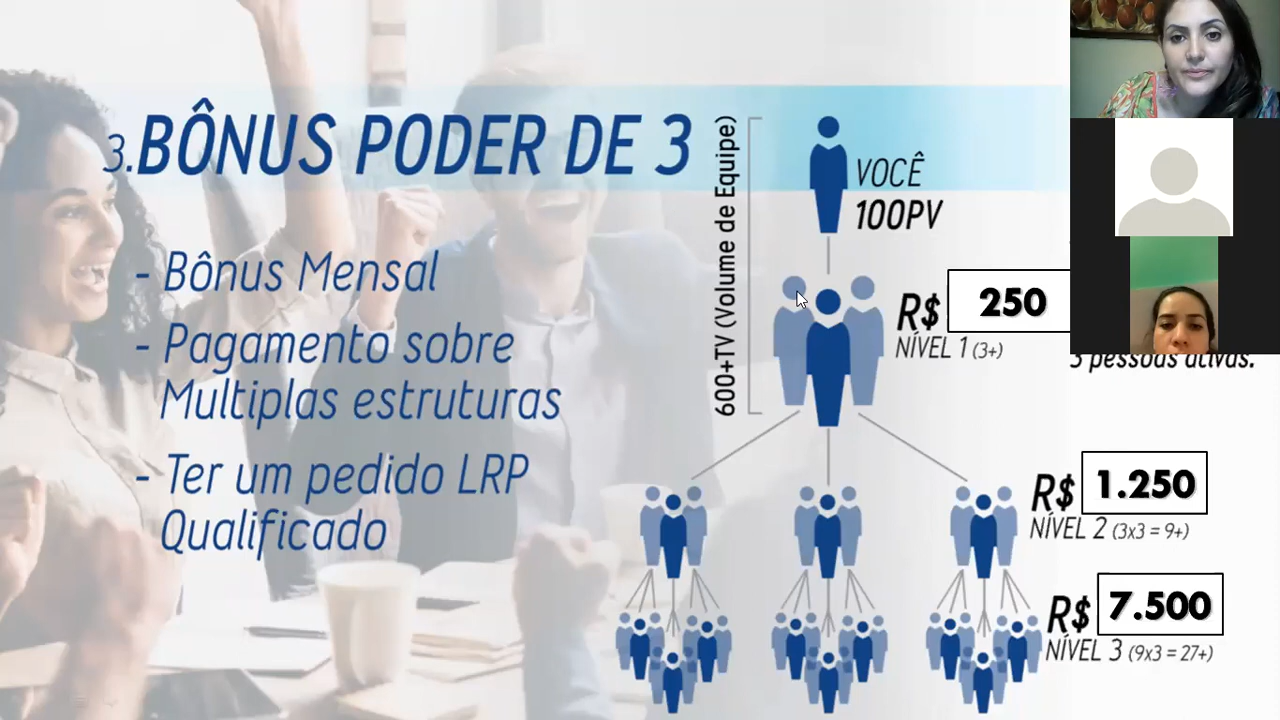 3.BÔNUS PODER DE 3
- Bônus Mensal
- Pagamento sobre
Multiplas estruturas
- Ter um pedido LRP
Qualificado
600+TV (Volume de Equipe)
VOCÊ
100PV
R$ 250
NÍVEL 1 (3+)
3 pessoas ativas.
R$ 1.250
NÍVEL 2 (3x3 = 9+)
R$ 7.500
NÍVEL 3 (9x3 = 27+)